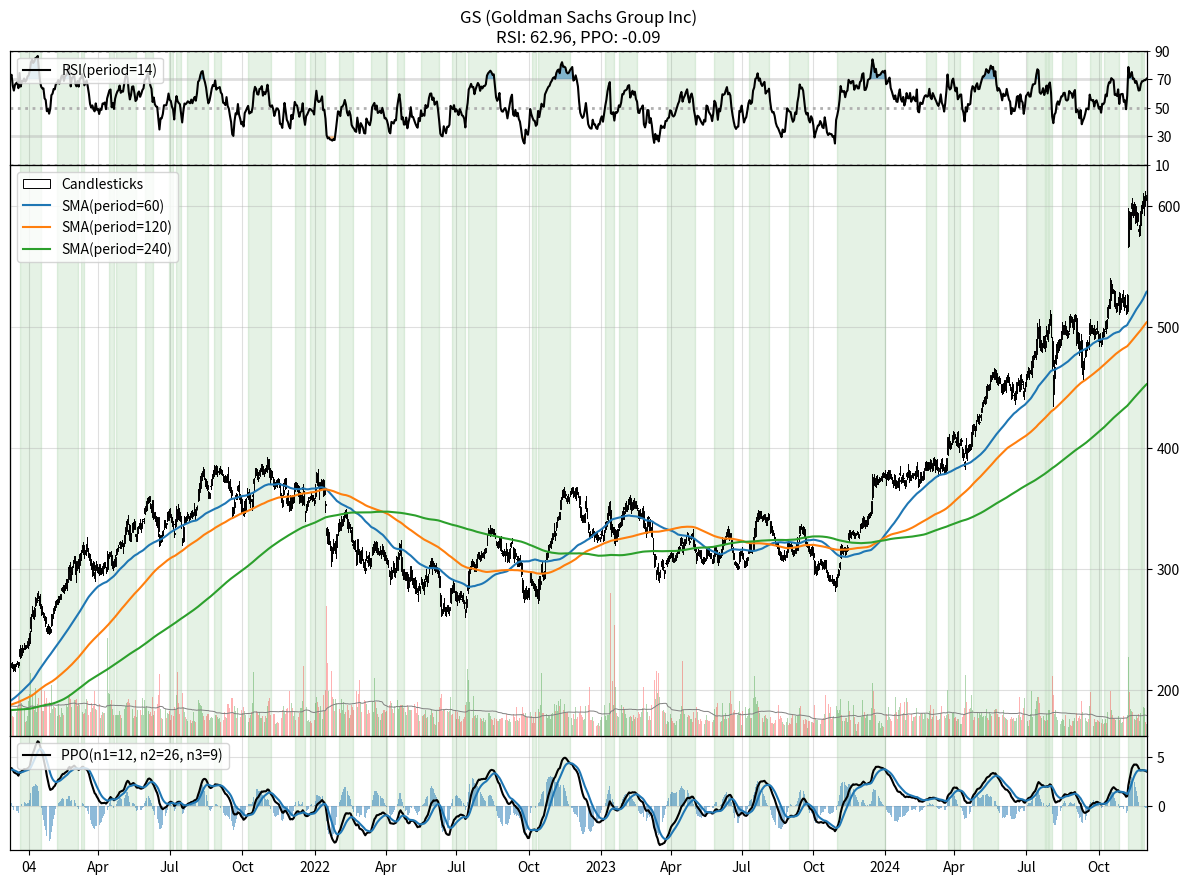 GS (Goldman Sachs Group Inc)
RSI: 62.96, PPO: -0.09
RSI(period=14)
90
70
50
30
10
Candlesticks
SMA(period=60)
SMA(period=120)
SMA(period=240)
600
500
400
300
200
PPO(n1=12, n2=26, n3=9)
5
0
04 Apr Jul Oct 2022 Apr Jul Oct 2023 Apr Jul Oct 2024 Apr Jul Oct